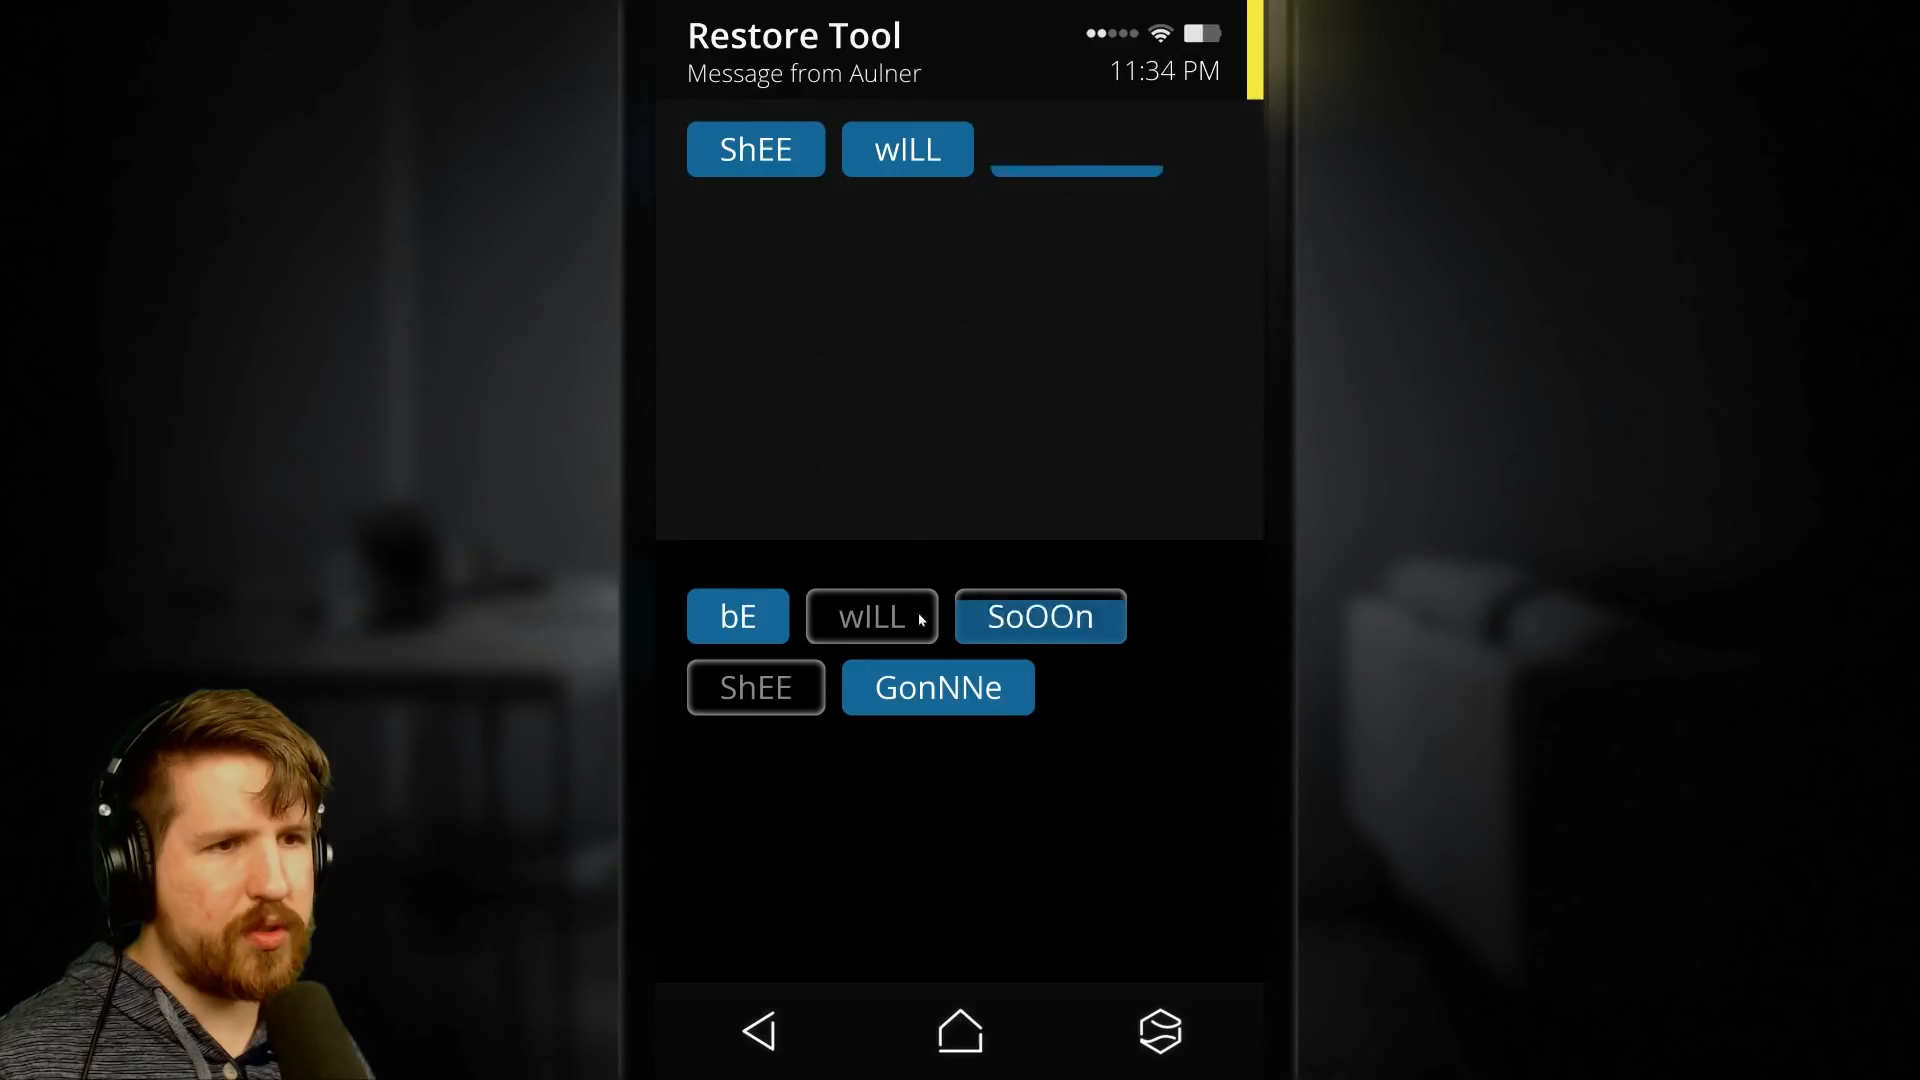 Restore Tool
Message from Aulner
11:34 PM
ShEE wILL
bE wILL SoOOn
ShEE GonNNe